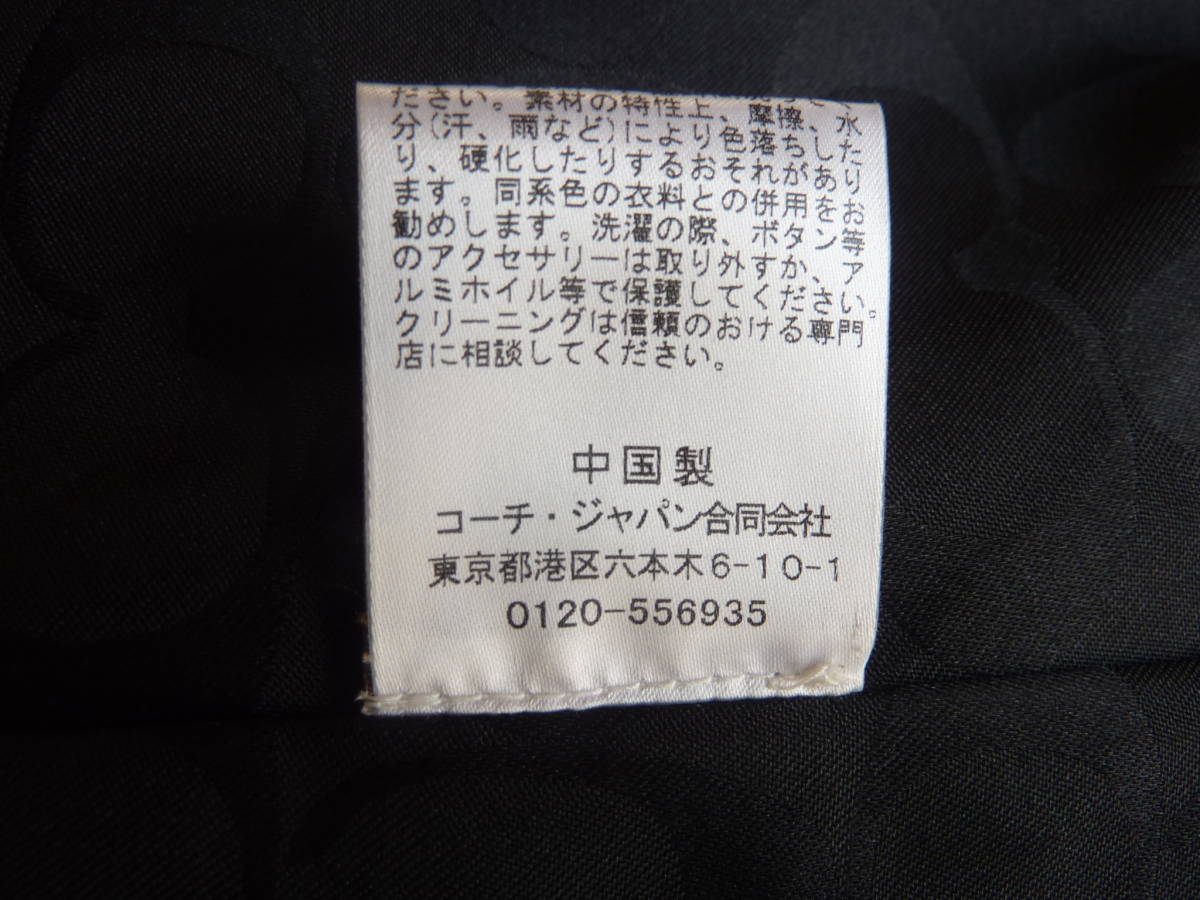 ださい。素材の特性上、摩擦、水
分(汗、雨など)により、色落ちしたり
り、硬化したりするおそれがあり
ます。同系色の衣料との併用をお
勧めします。洗濯の際、ボタン等
のアクセサリーは取り外すか、ア
ルミホイル等で保護してください。
クリーニングは信頼のおける専門
店に相談してください。
中国製
コーチ・ジャパン合同会社
東京都港区六本木6-10-1
0120-556935